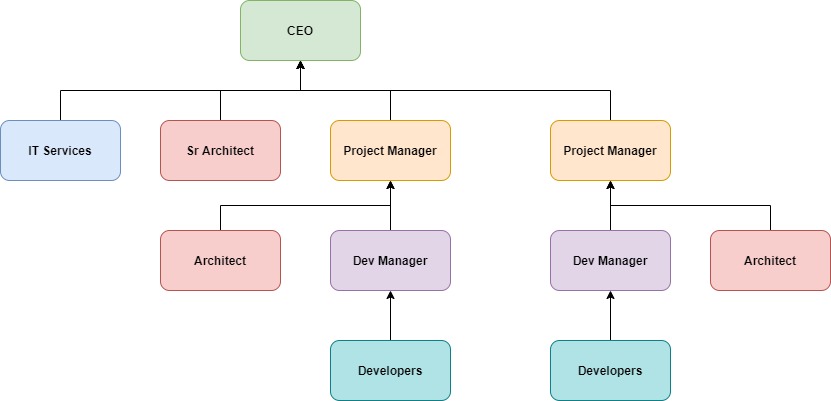 CEO
IT Services
Sr Architect
Project Manager
Project Manager
Architect
Dev Manager
Dev Manager
Architect
Developers
Developers